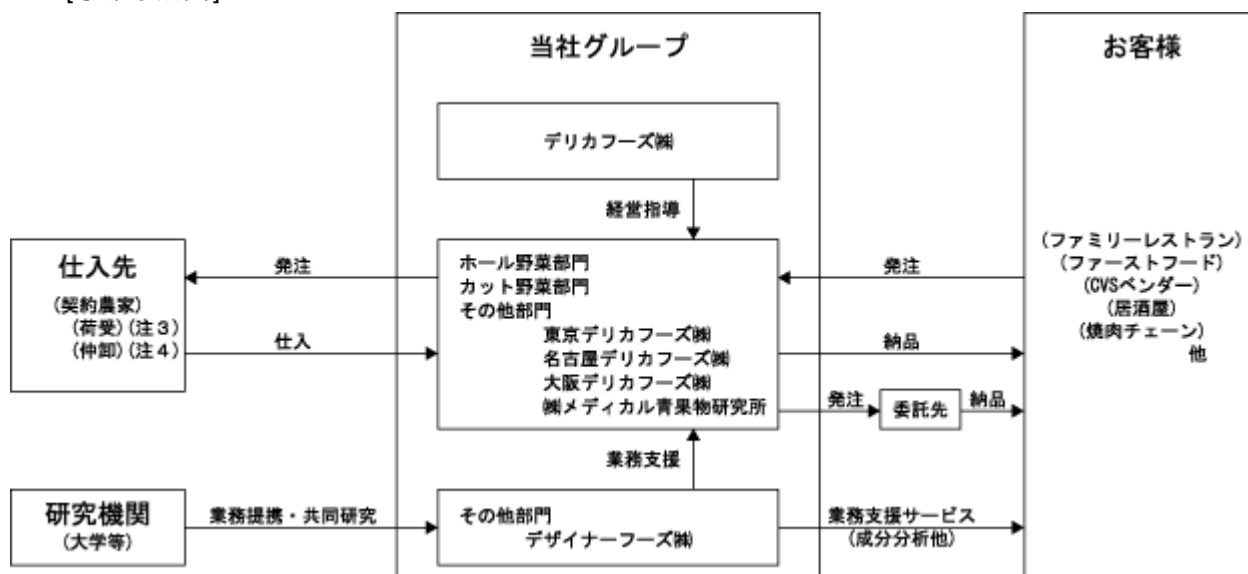 当社グループ
お客様
デリカフーズ㈱
経営指導
仕入先
(契約農家)
(荷受)(注3)
(仲卸)(注4)
発注
仕入
ホール野菜部門
カット野菜部門
その他部門
東京デリカフーズ㈱
名古屋デリカフーズ㈱
大阪デリカフーズ㈱
㈱メディカル青果物研究所
発注
納品
発注
委託先
納品
(ファミリーレストラン)
(ファーストフード)
(CVSベンダー)
(居酒屋)
(焼肉チェーン)
他
業務支援
研究機関
(大学等)
業務提携・共同研究
その他部門
デザイナーフーズ㈱
業務支援サービス
(成分分析他)